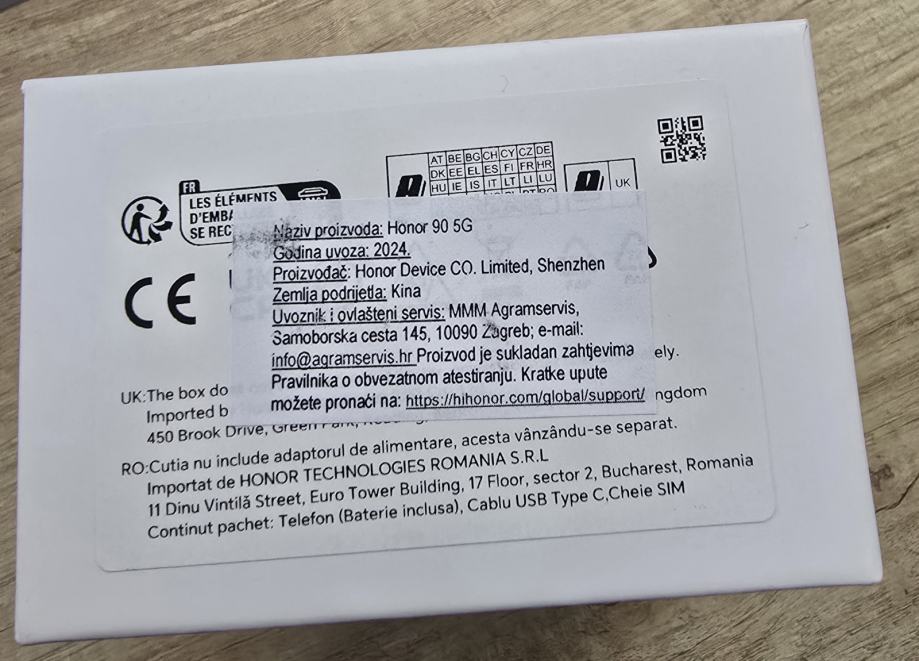 FR
LES ÉLÉMENTS
D'EMBA
SE REC
AT BE BG CH CY CZ DE
DK EE EL ES FI FR HR
HU IE IS IT LT LI LU
UK
CE
Naziv proizvoda: Honor 90 5G
Godina uvoza: 2024.
Proizvođač: Honor Device CO. Limited, Shenzhen
Zemlja podrijetla: Kina
Uvoznik i ovlašteni servis: MMM Agramservis,
Samoborska cesta 145, 10090 Zagreb; e-mail:
info@agramservis.hr Proizvod je sukladan zahtjevima
Pravilnika o obvezatnom atestiranju. Kratke upute
možete pronaći na: https://hihonor.com/global/support/
UK:The box do
ely.
Imported b
ngdom
450 Brook Drive, Green Park,
RO:Cutia nu include adaptorul de alimentare, acesta vânzându-se separat.
Importat de HONOR TECHNOLOGIES ROMANIA S.R.L
11 Dinu Vintilă Street, Euro Tower Building, 17 Floor, sector 2, Bucharest, Romania
Continut pachet: Telefon (Baterie inclusa), Cablu USB Type C,Cheie SIM